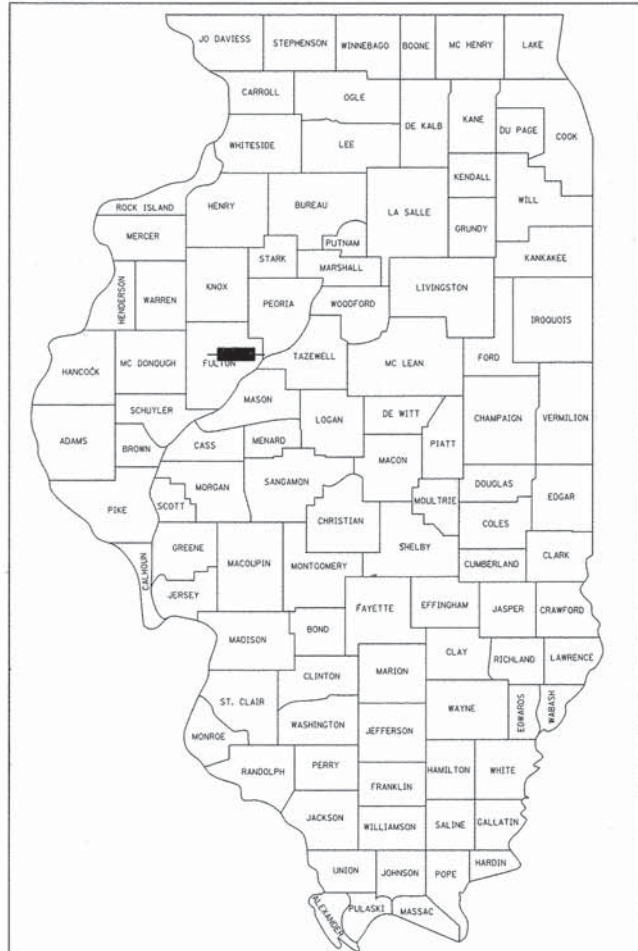 JO DAVIESS STEPHENSON WINNEBAGO BOONE MC HENRY LAKE
CARROLL OGLE DE KALB KANE DU PAGE COOK
WHITESIDE LEE
KENDALL WILL
ROCK ISLAND HENRY BUREAU LA SALLE GRUNDY
MERCER PUTNAM
STARK MARSHALL KANKAKEE
HENDERSON WARREN KNOX PEORIA WOODFORD LIVINGSTON IROQUOIS
HANCOCK MC DONOUGH FULTON TAZEWELL MC LEAN FORD
MASON
SCHUYLER LOGAN DE WITT CHAMPAIGN VERMILION
ADAMS BROWN CASS MENARD PIATT
MACON
PIKE SCOTT MORGAN SANGAMON MOULTRIE DOUGLAS EDGAR
CHRISTIAN COLES
CALHOUN GREENE MACOUPIN MONTGOMERY SHELBY CUMBERLAND CLARK
JERSEY FAYETTE EFFINGHAM JASPER CRAWFORD
MADISON BOND
CLAY RICHLAND LAWRENCE
CLINTON MARION
ST. CLAIR WAYNE EDWARDS WABASH
WASHINGTON JEFFERSON
MONROE
RANDOLPH PERRY HAMILTON WHITE
FRANKLIN
JACKSON WILLIAMSON SALINE GALLATIN
UNION JOHNSON POPE HARDIN
ALEXANDER PULASKI MASSAC